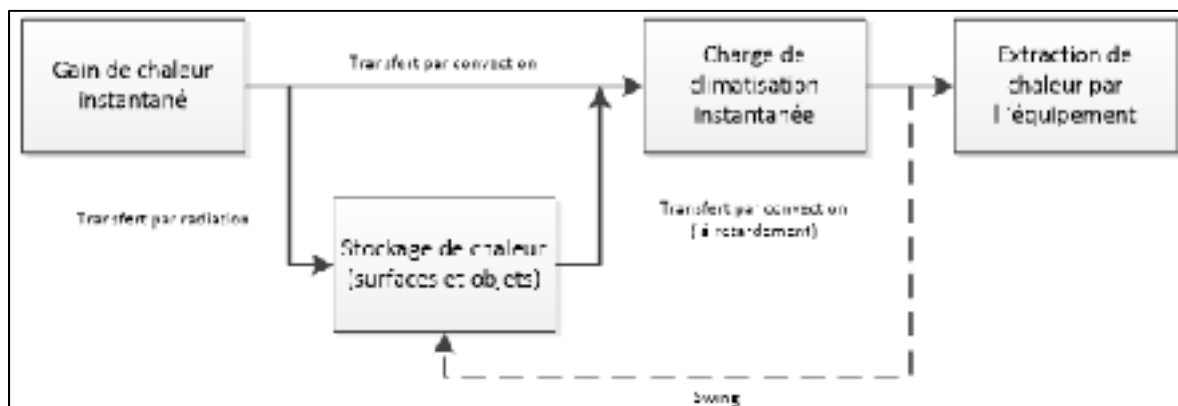 Gain de chaleur
instantané
Transfert par convection
Charge de
climatisation
instantanée
Extraction de
chaleur par
l'équipement
Transfert par radiation
Stockage de chaleur
(surfaces et objets)
Transfert par convection
(à retardement)
Swing